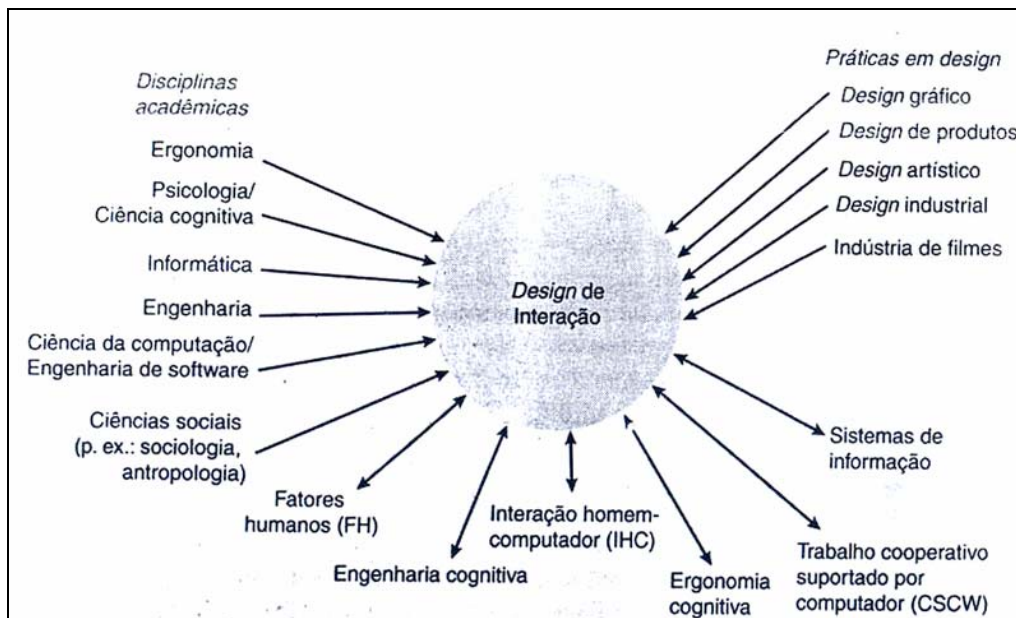 Disciplinas
acadêmicas
Ergonomia
Psicologia/
Ciência cognitiva
Informática
Engenharia
Ciência da computação/
Engenharia de software
Ciências sociais
(p. ex.: sociologia,
antropologia)
Práticas em design
Design gráfico
Design de produtos
Design artístico
Design industrial
Indústria de filmes
Design de
Interação
Fatores
humanos (FH)
Engenharia cognitiva
Interação homem-
computador (IHC)
Ergonomia
cognitiva
Trabalho cooperativo
suportado por
computador (CSCW)
Sistemas de
informação